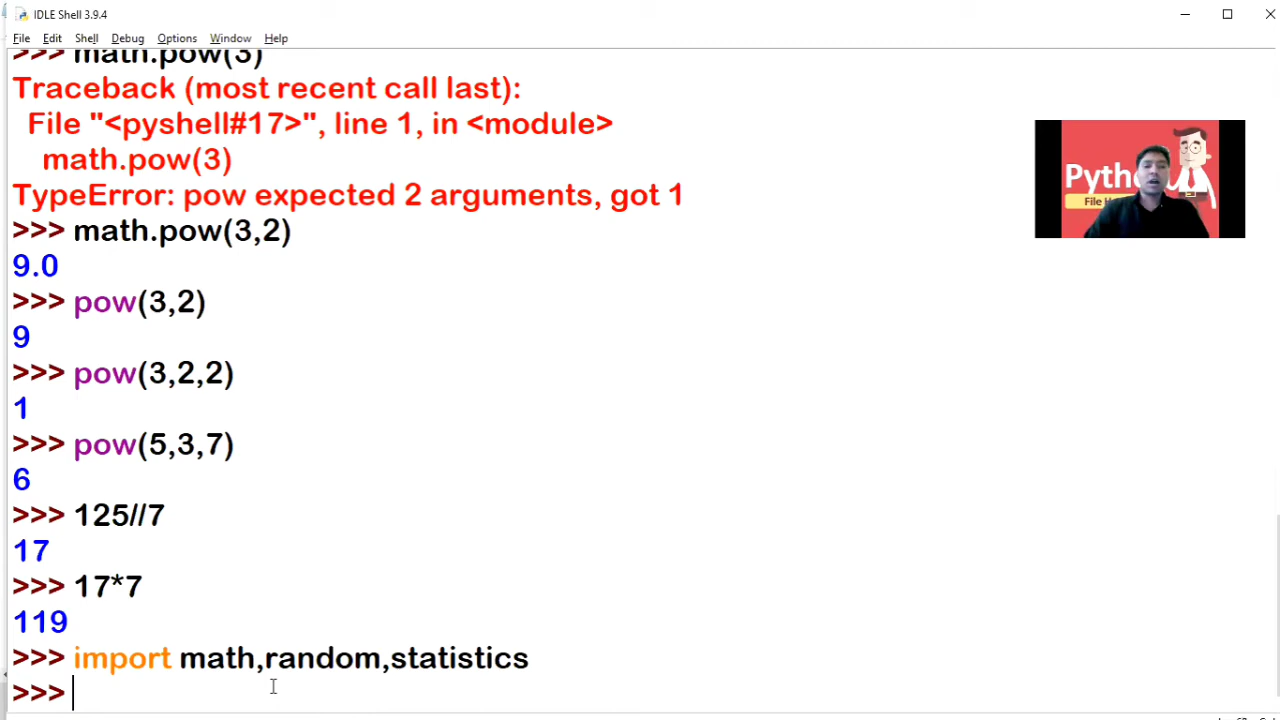 IDLE Shell 3.9.4
File Edit Shell Debug Options Window Help
>>> math.pow(3)
Traceback (most recent call last):
  File "<pyshell#17>", line 1, in <module>
    math.pow(3)
TypeError: pow expected 2 arguments, got 1
>>> math.pow(3,2)
9.0
>>> pow(3,2)
9
>>> pow(3,2,2)
1
>>> pow(5,3,7)
6
>>> 125//7
17
>>> 17*7
119
>>> import math,random,statistics
>>>